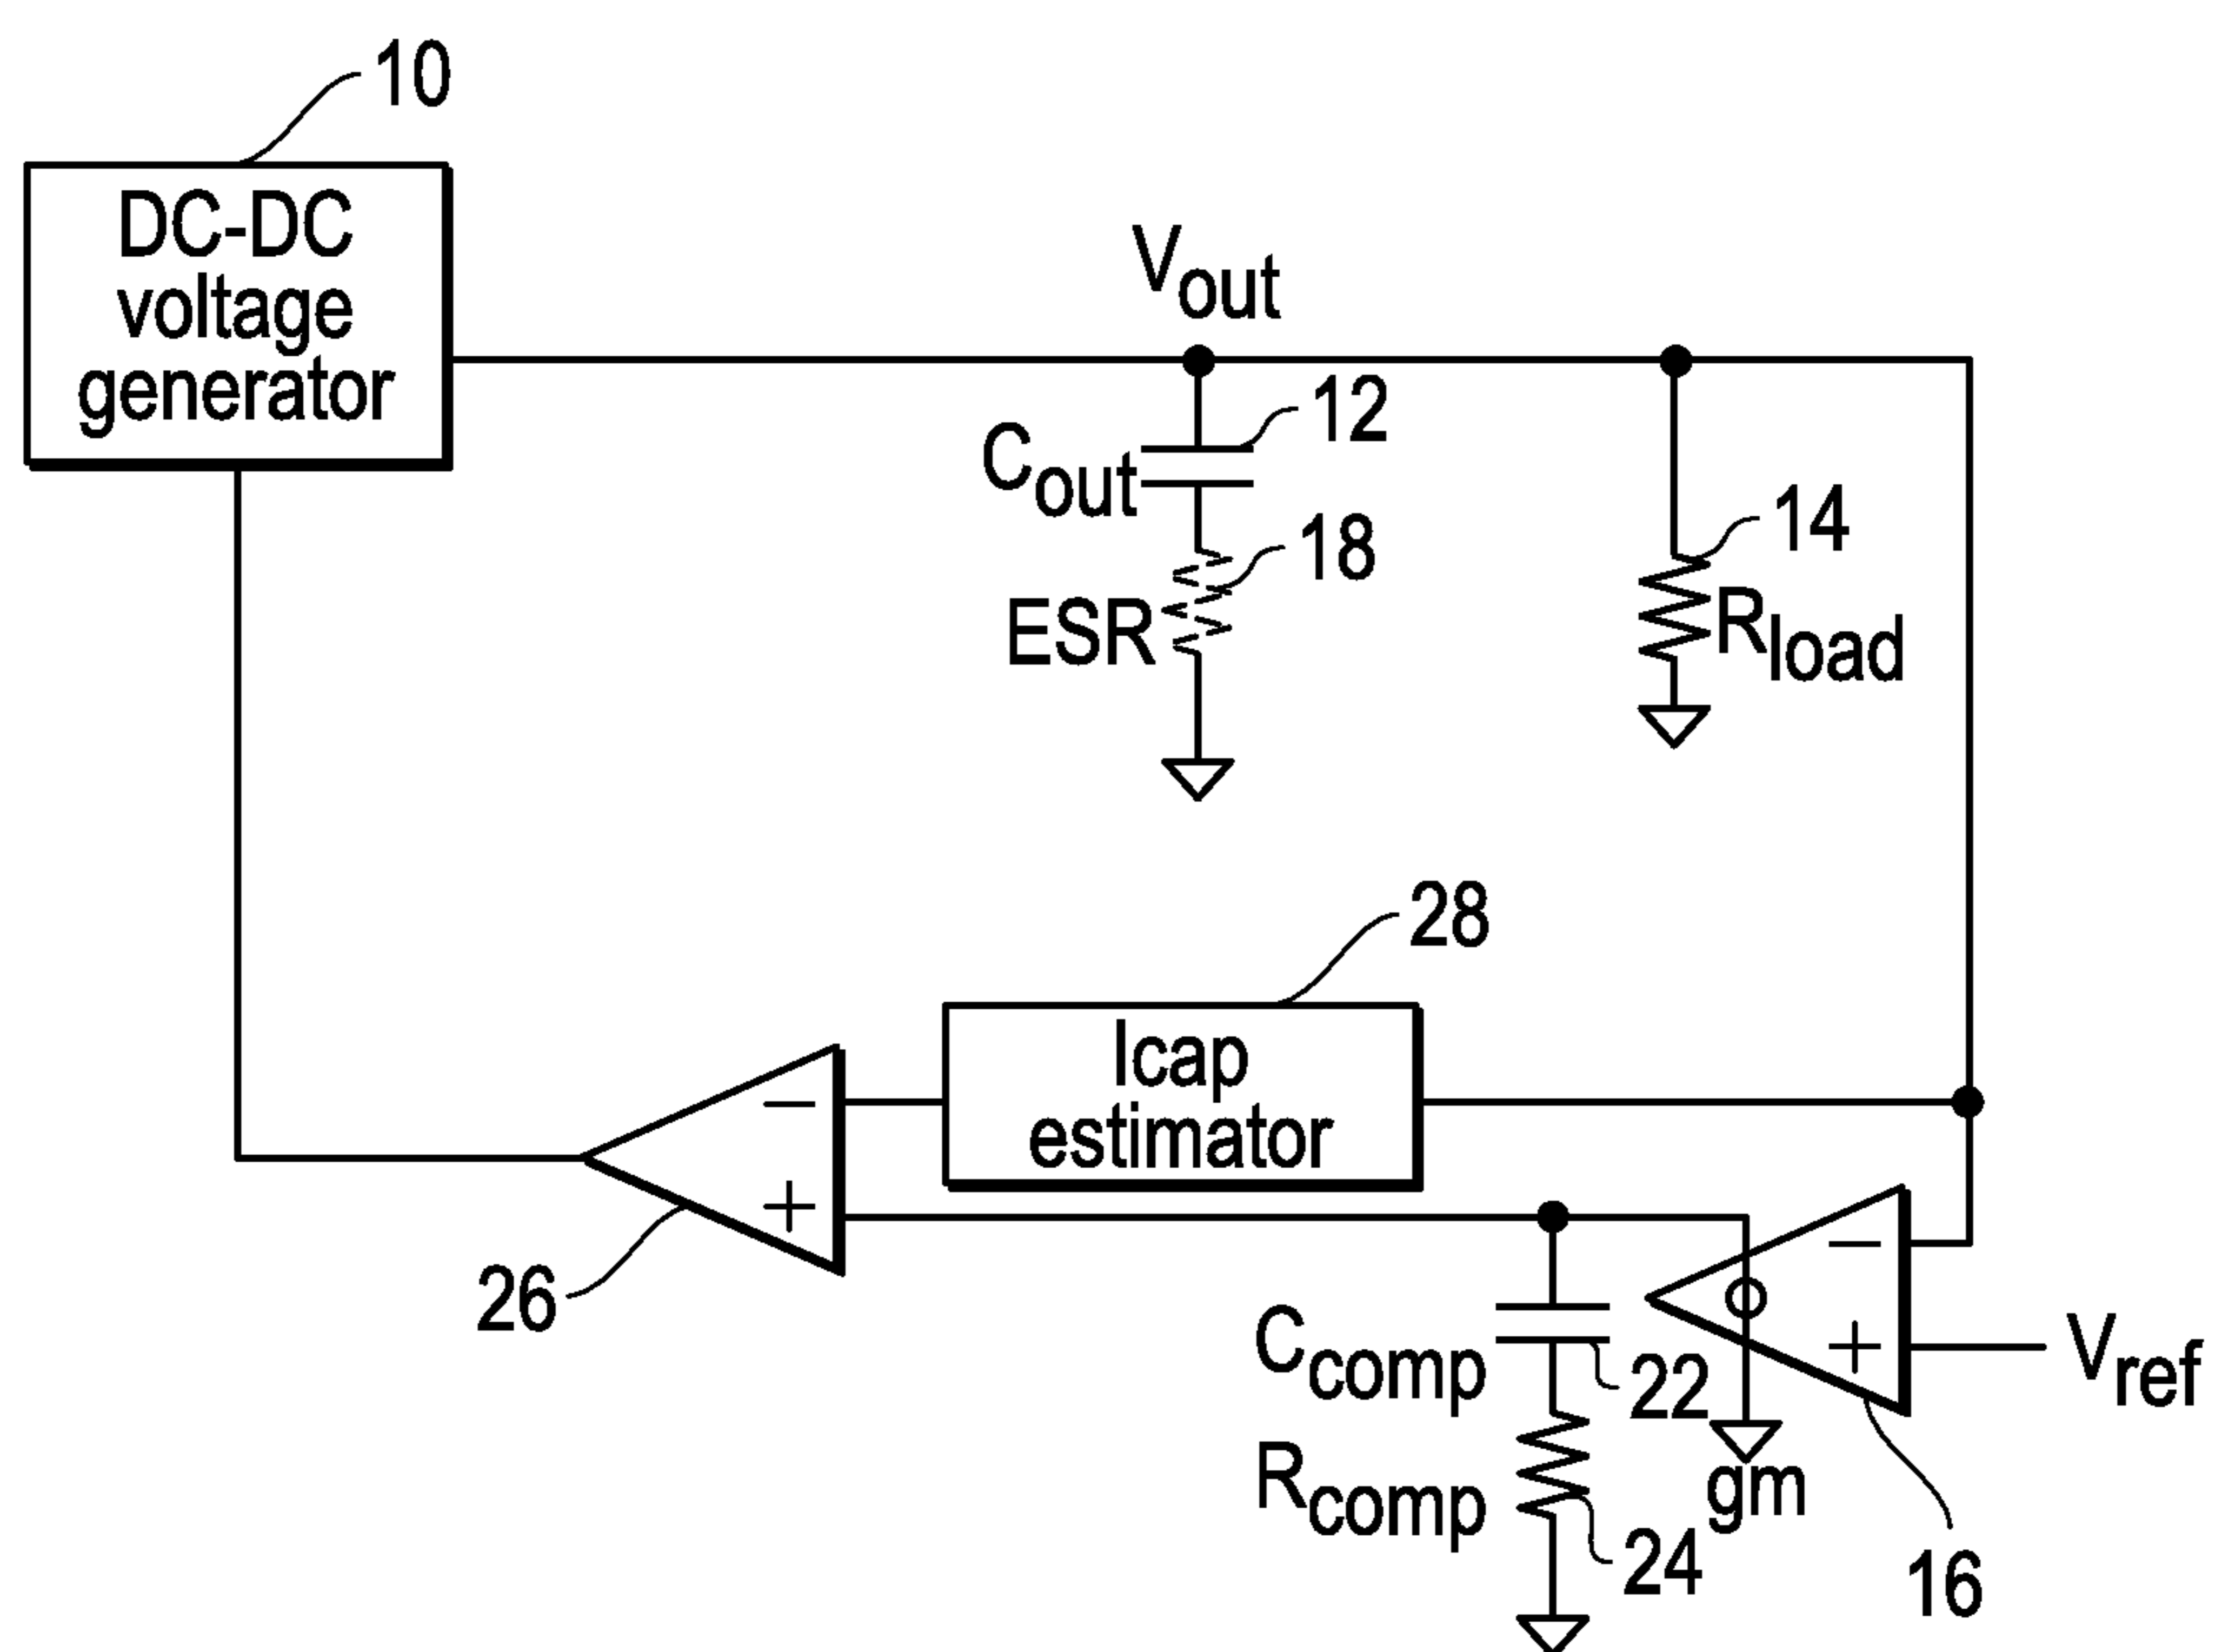 10
DC-DC
voltage
generator
Vout
12
Cout
18
14
ESR
Rload
28
Icap
estimator
−
+
26
−
+
Ccomp
22
Vref
Rcomp
gm
24
16